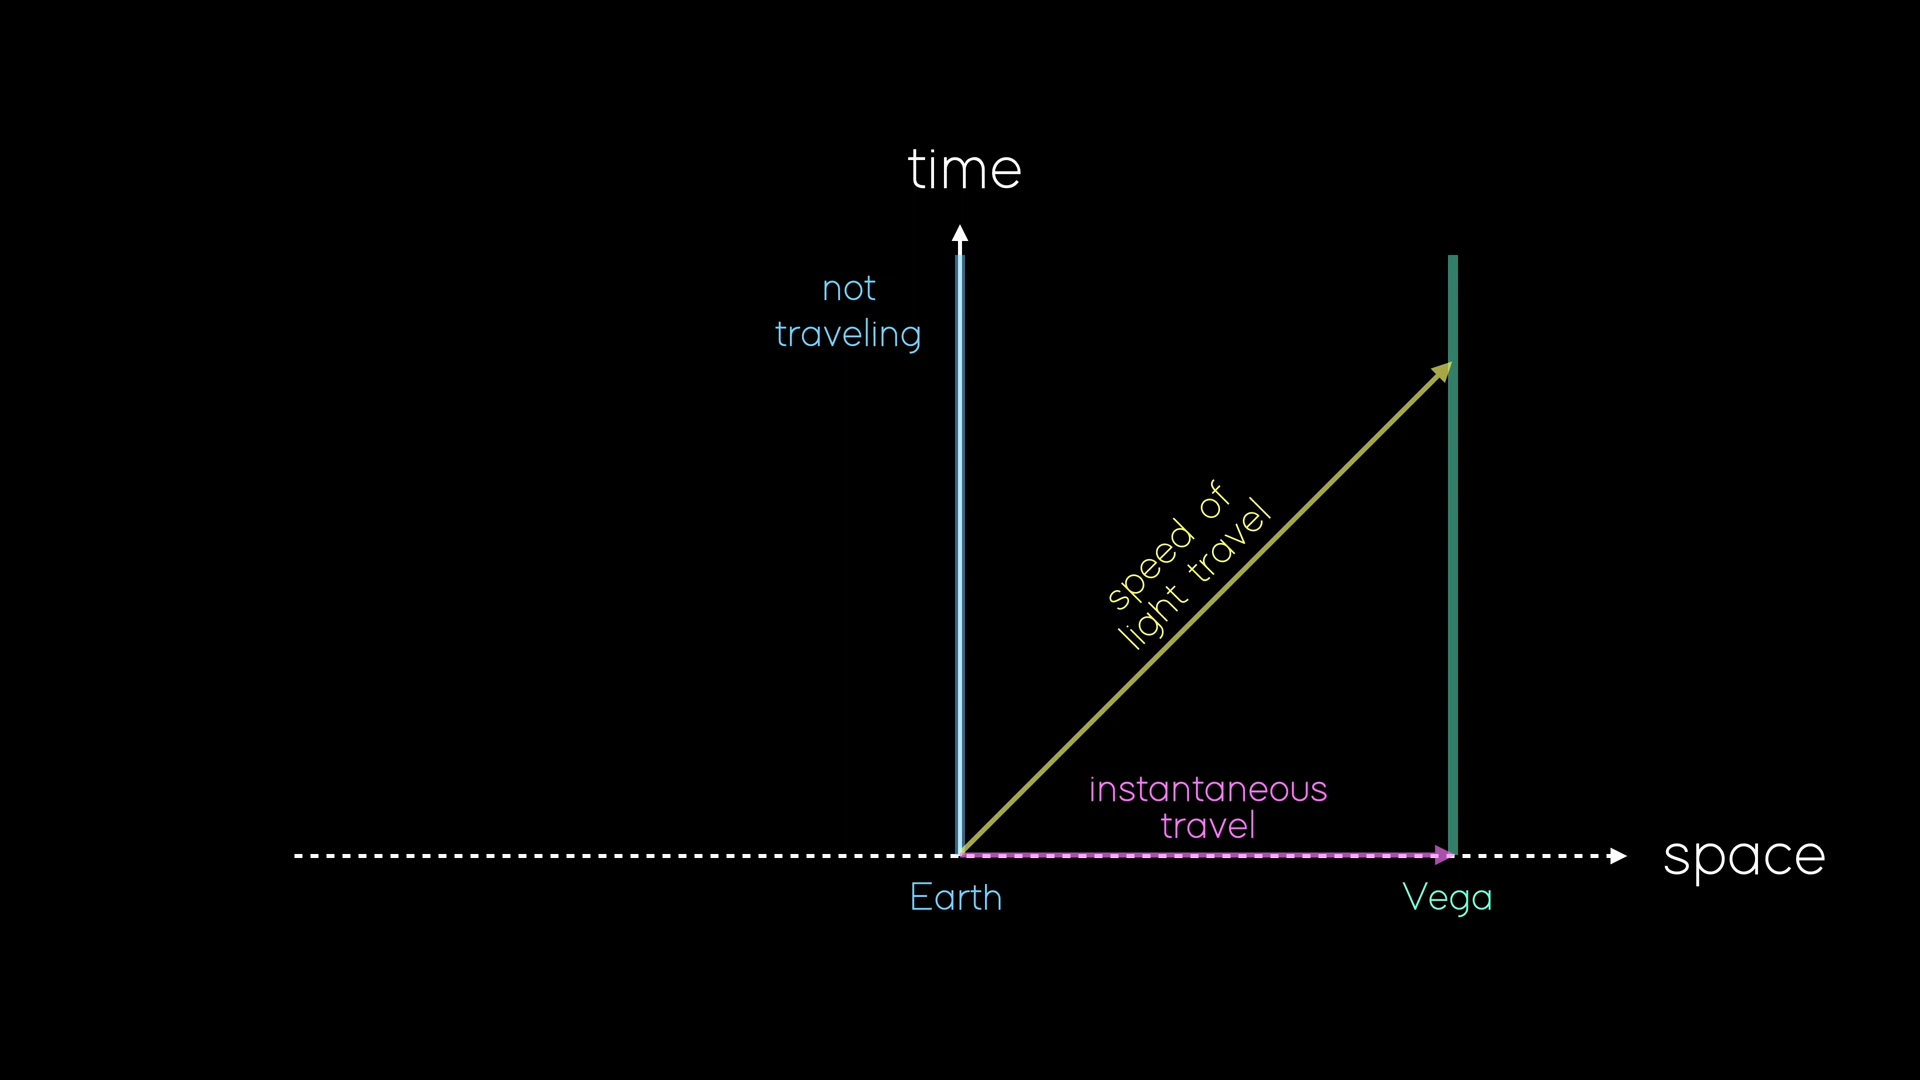 time
not
traveling
speed of
light travel
instantaneous
travel
space
Earth
Vega